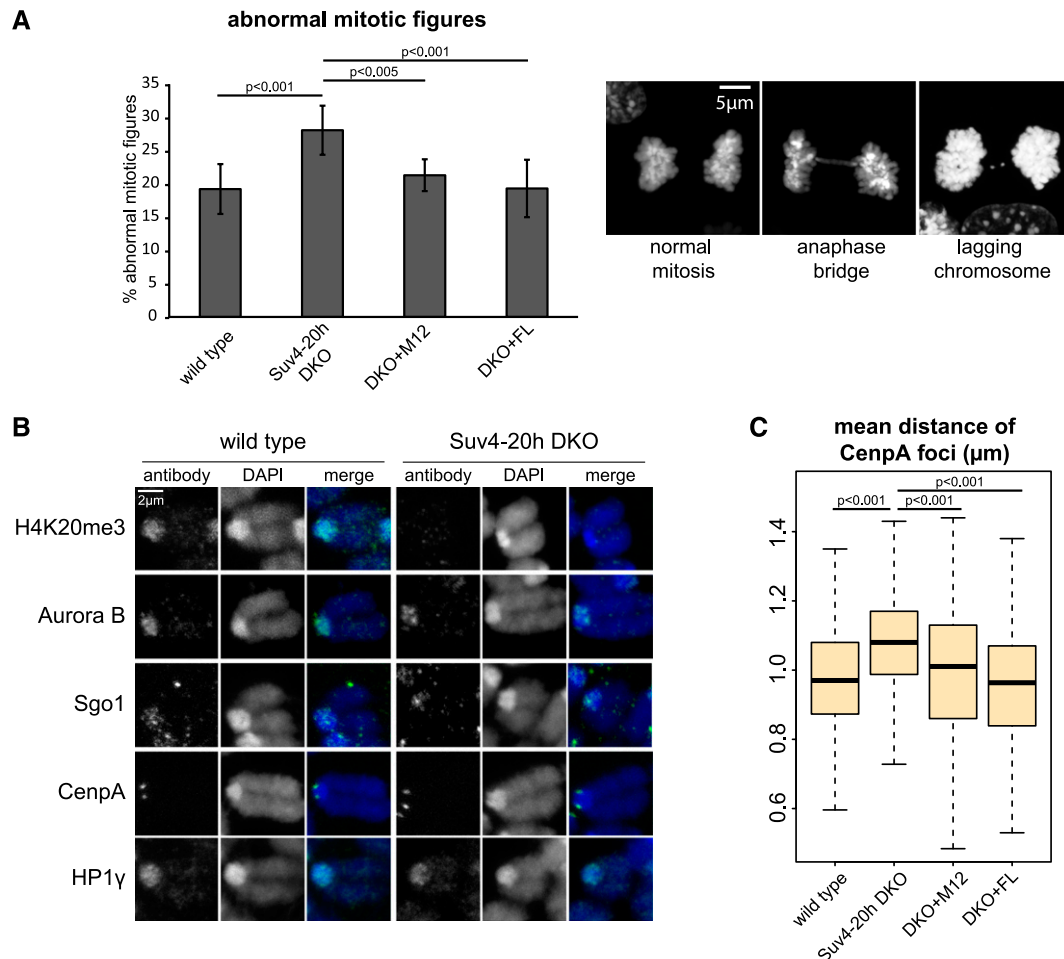 A
abnormal mitotic figures
p<0.001
p<0.005
p<0.001
35
30
25
20
15
10
5
0
% abnormal mitotic figures
wild type
Suv4-20h
DKO
DKO+M12
DKO+FL
5μm
normal
mitosis
anaphase
bridge
lagging
chromosome
B
wild type
Suv4-20h DKO
antibody
DAPI
merge
antibody
DAPI
merge
2μm
H4K20me3
Aurora B
Sgo1
CenpA
HP1γ
C
mean distance of
CenpA foci (μm)
p<0.001
p<0.001
p<0.001
1.4
1.2
1.0
0.8
0.6
wild type
Suv4-20h DKO
DKO+M12
DKO+FL